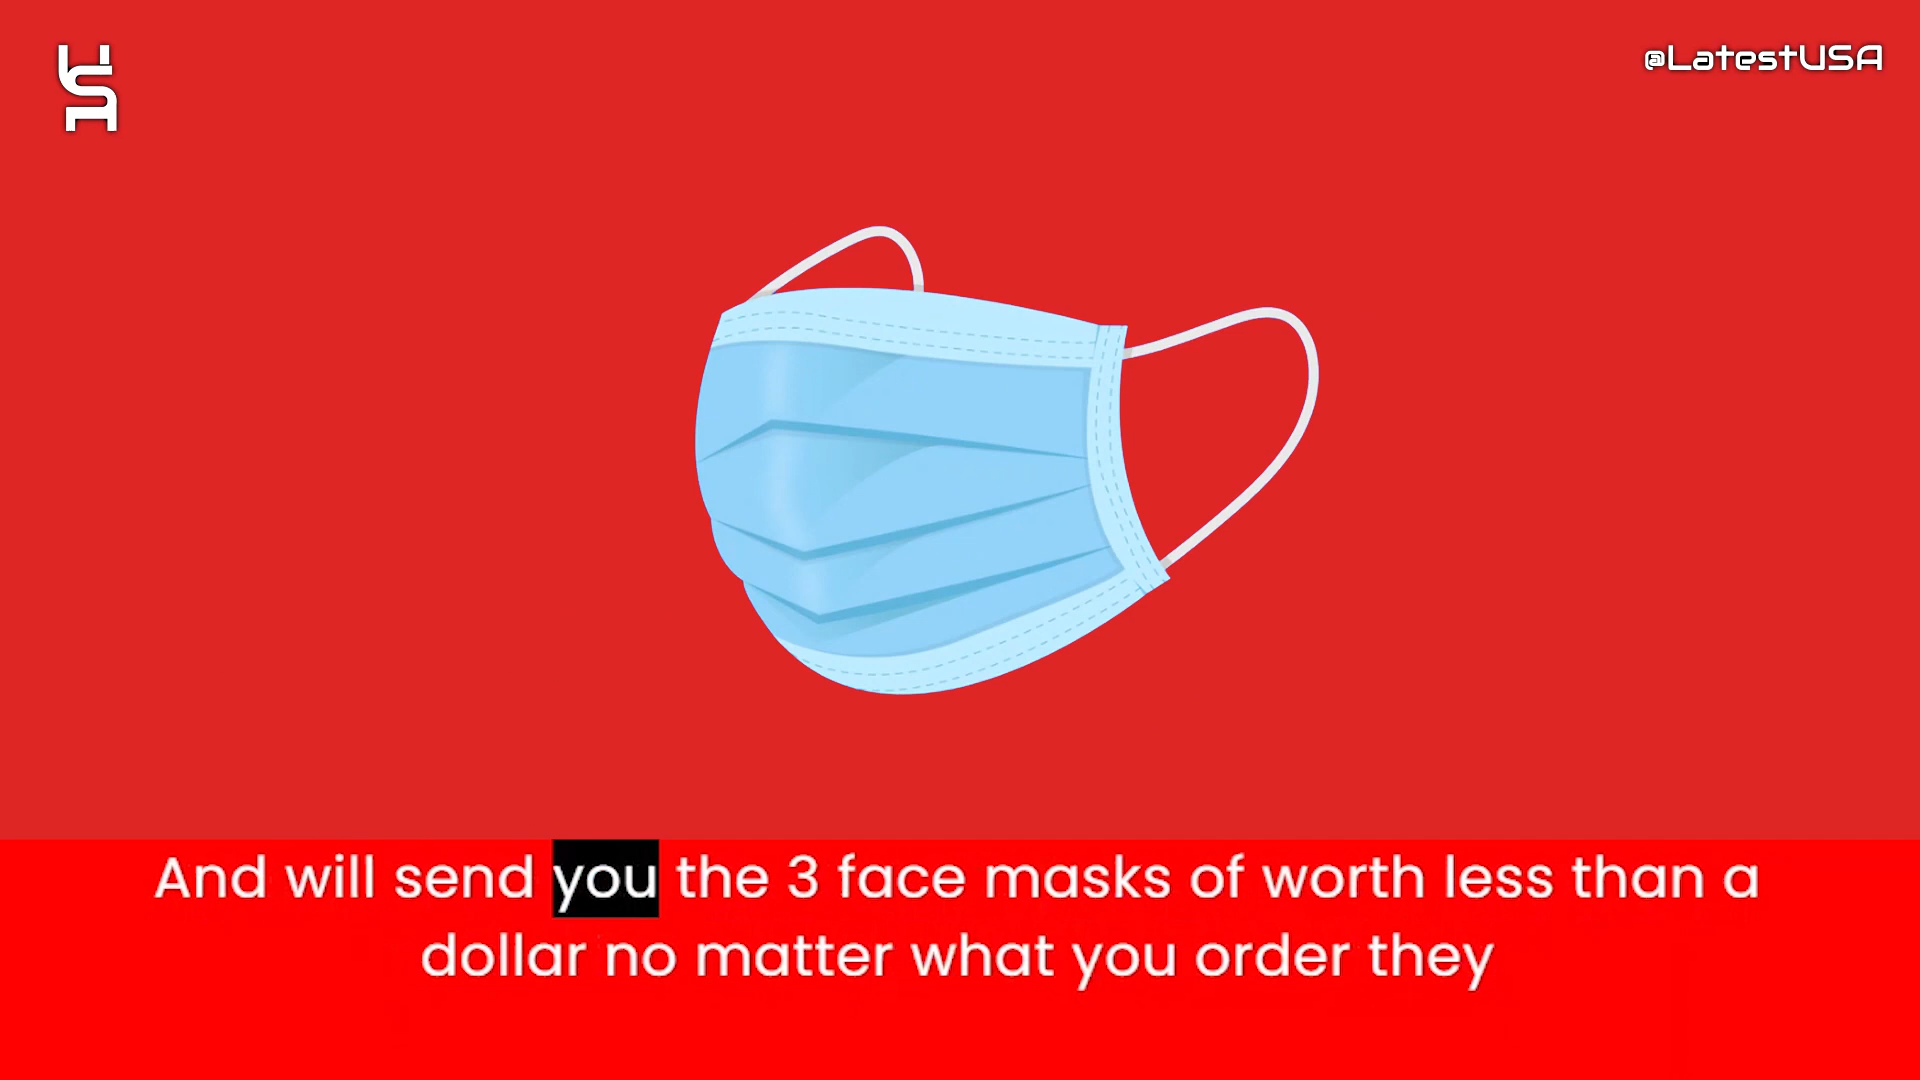 USA
@LatestUSA
And will send you the 3 face masks of worth less than a
dollar no matter what you order they